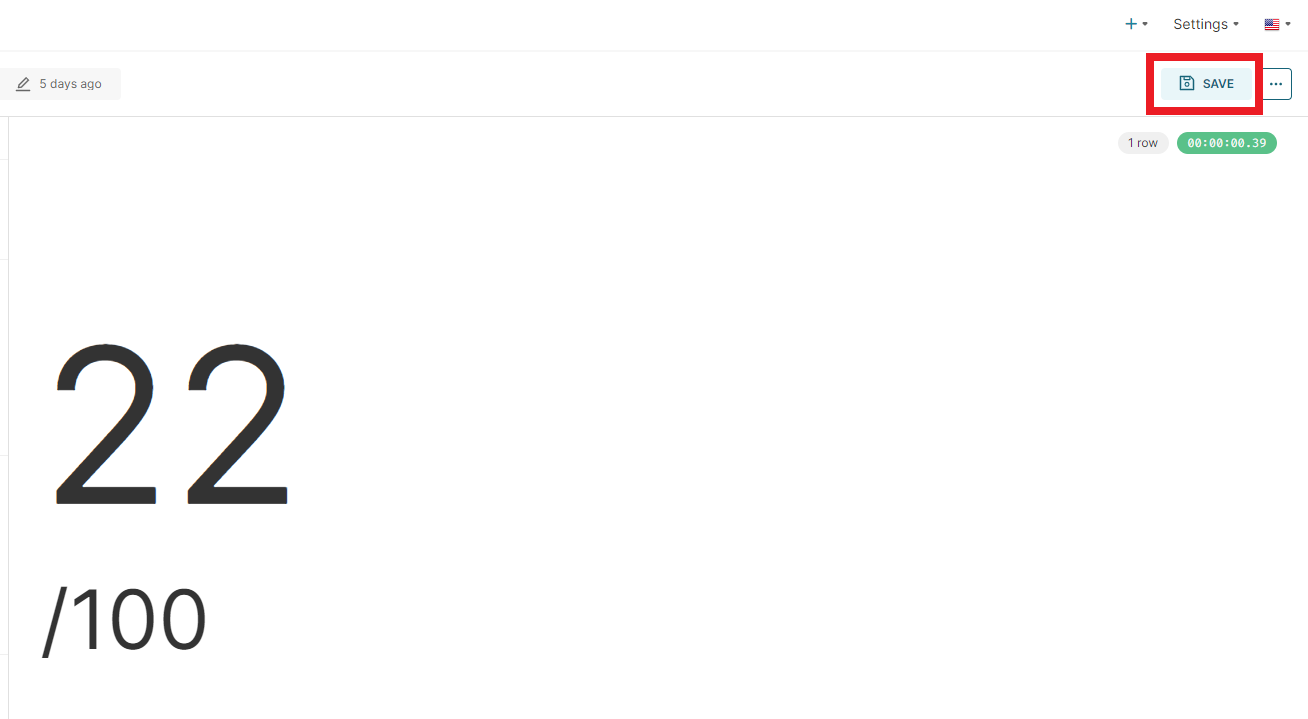 Settings
5 days ago
SAVE
1 row
00:00:00.39
22
/100